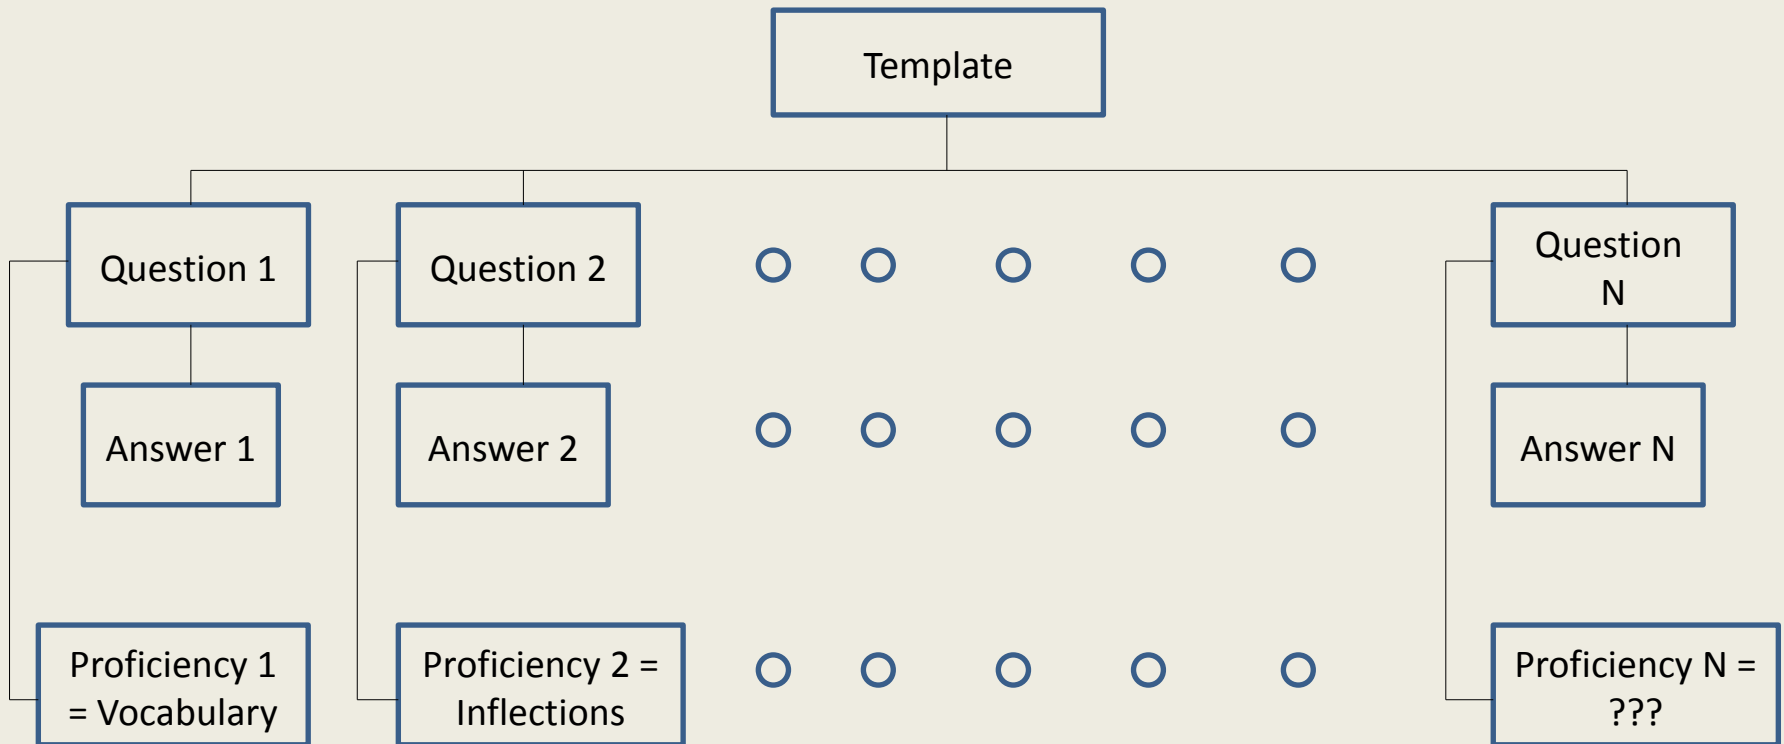 Template
Question 1
Question 2
Question
N
Answer 1
Answer 2
Answer N
Proficiency 1
= Vocabulary
Proficiency 2 =
Inflections
Proficiency N =
???